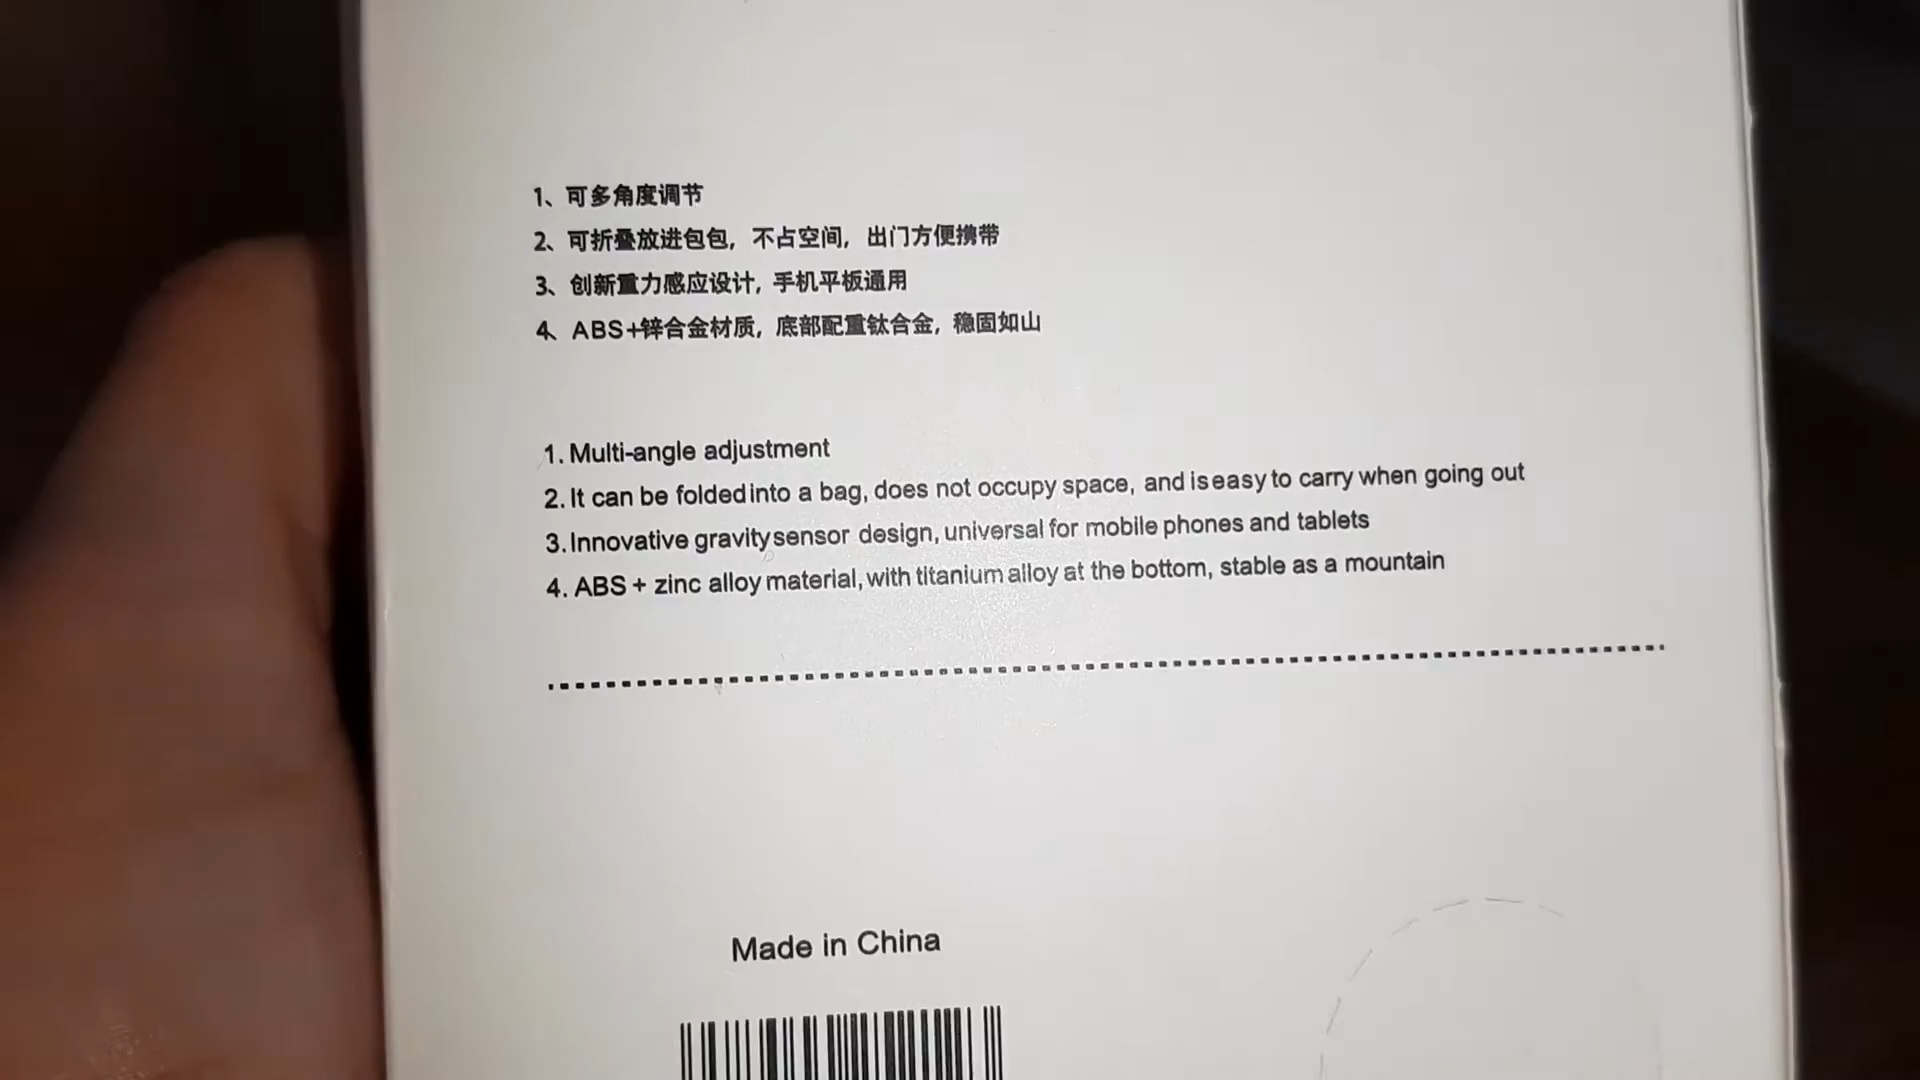 1、可多角度调节
2、可折叠放进包包，不占空间，出门方便携带
3、创新重力感应设计，手机平板通用
4、ABS+锌合金材质，底部配重钛合金，稳固如山
1. Multi-angle adjustment
2. It can be folded into a bag, does not occupy space, and is easy to carry when going out
3. Innovative gravity sensor design, universal for mobile phones and tablets
4. ABS + zinc alloy material, with titanium alloy at the bottom, stable as a mountain
Made in China